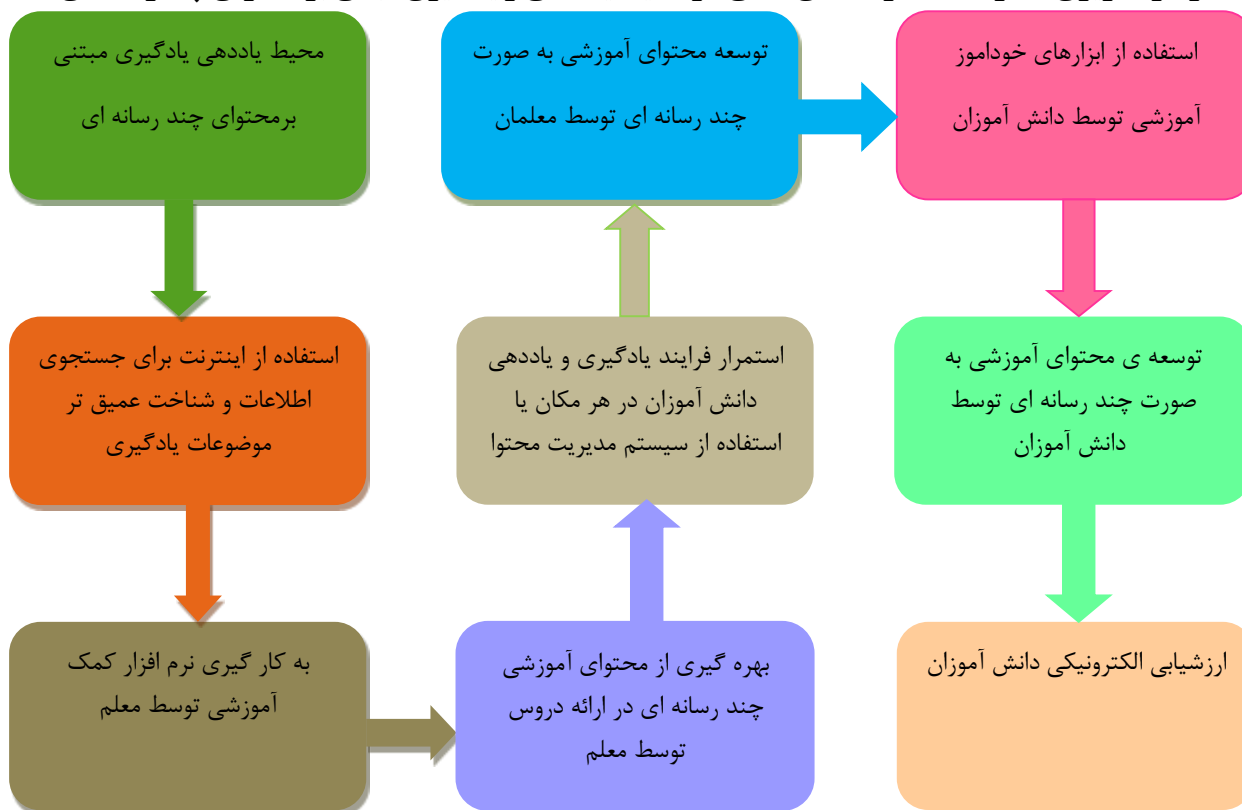 محیط یاددهی یادگیری مبتنی
برمحتوای چند رسانه ای
استفاده از اینترنت برای جستجوی
اطلاعات و شناخت عمیق تر
موضوعات یادگیری
به کار گیری نرم افزار کمک
آموزشی توسط معلم
بهره گیری از محتوای آموزشی
چند رسانه ای در ارائه دروس
توسط معلم
استمرار فرایند یادگیری و یاددهی
دانش آموزان در هر مکان یا
استفاده از سیستم مدیریت محتوا
توسعه محتوای آموزشی به صورت
چند رسانه ای توسط معلمان
استفاده از ابزارهای خوداموز
آموزشی توسط دانش آموزان
توسعه ی محتوای آموزشی به
صورت چند رسانه ای توسط
دانش آموزان
ارزشیابی الکترونیکی دانش آموزان